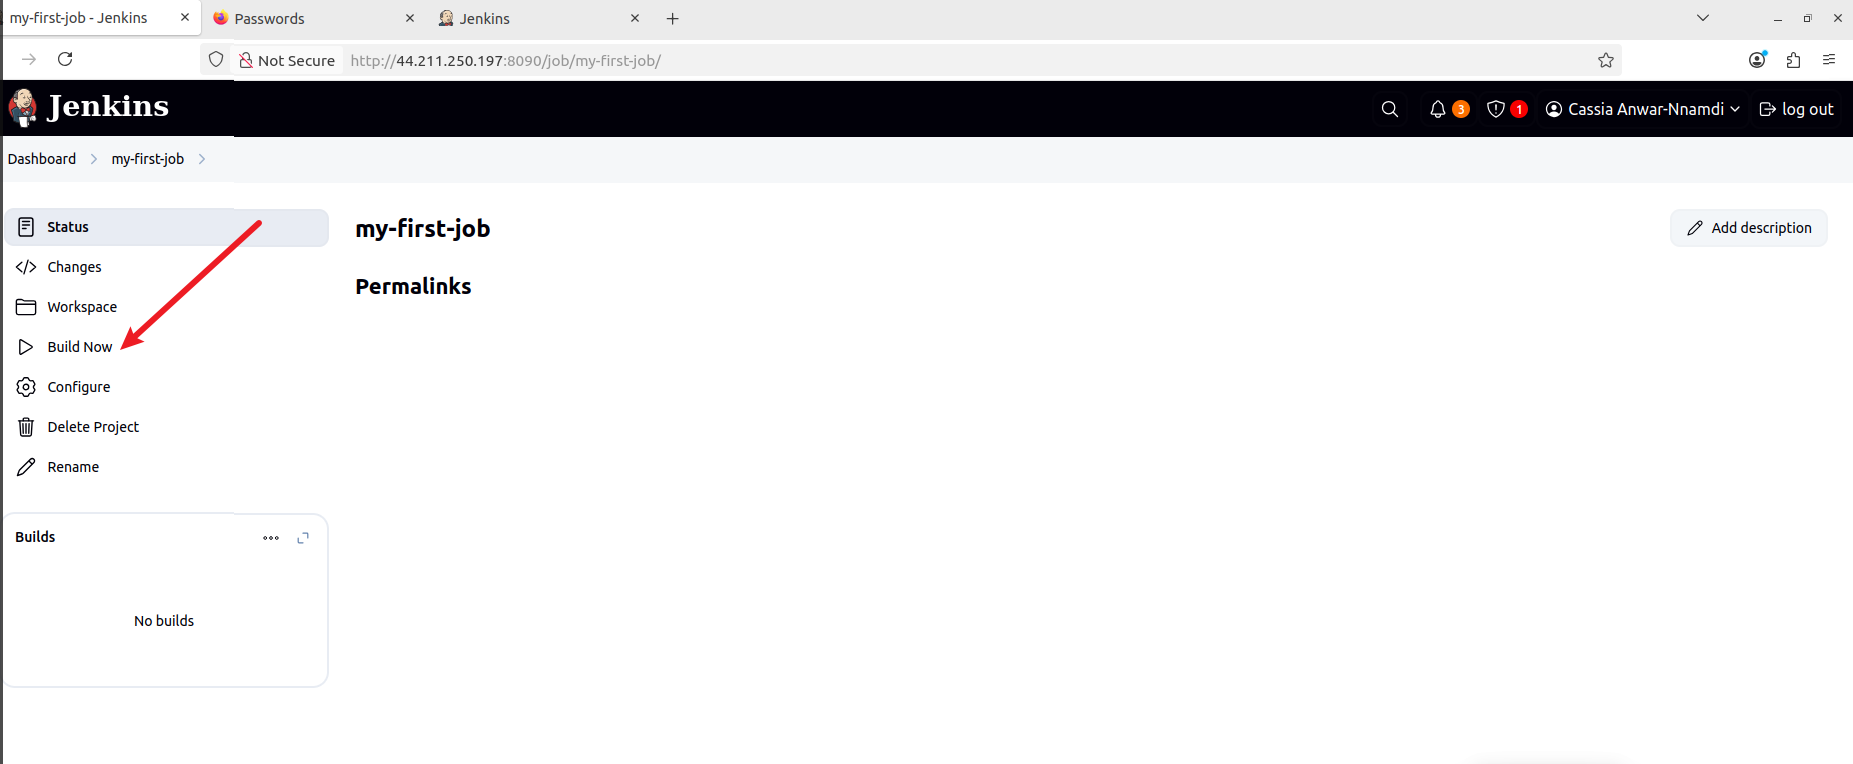 my-first-job - Jenkins
Passwords
Jenkins
Not Secure
http://44.211.250.197:8090/job/my-first-job/
Jenkins
3
1
Cassia Anwar-Nnamdi
log out
Dashboard
my-first-job
Status
my-first-job
Add description
Changes
Permalinks
Workspace
Build Now
Configure
Delete Project
Rename
Builds
No builds